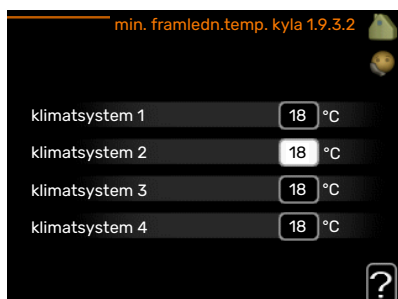 min. framledn.temp. kyla 1.9.3.2
klimatsystem 1 18 °C
klimatsystem 2 18 °C
klimatsystem 3 18 °C
klimatsystem 4 18 °C
?